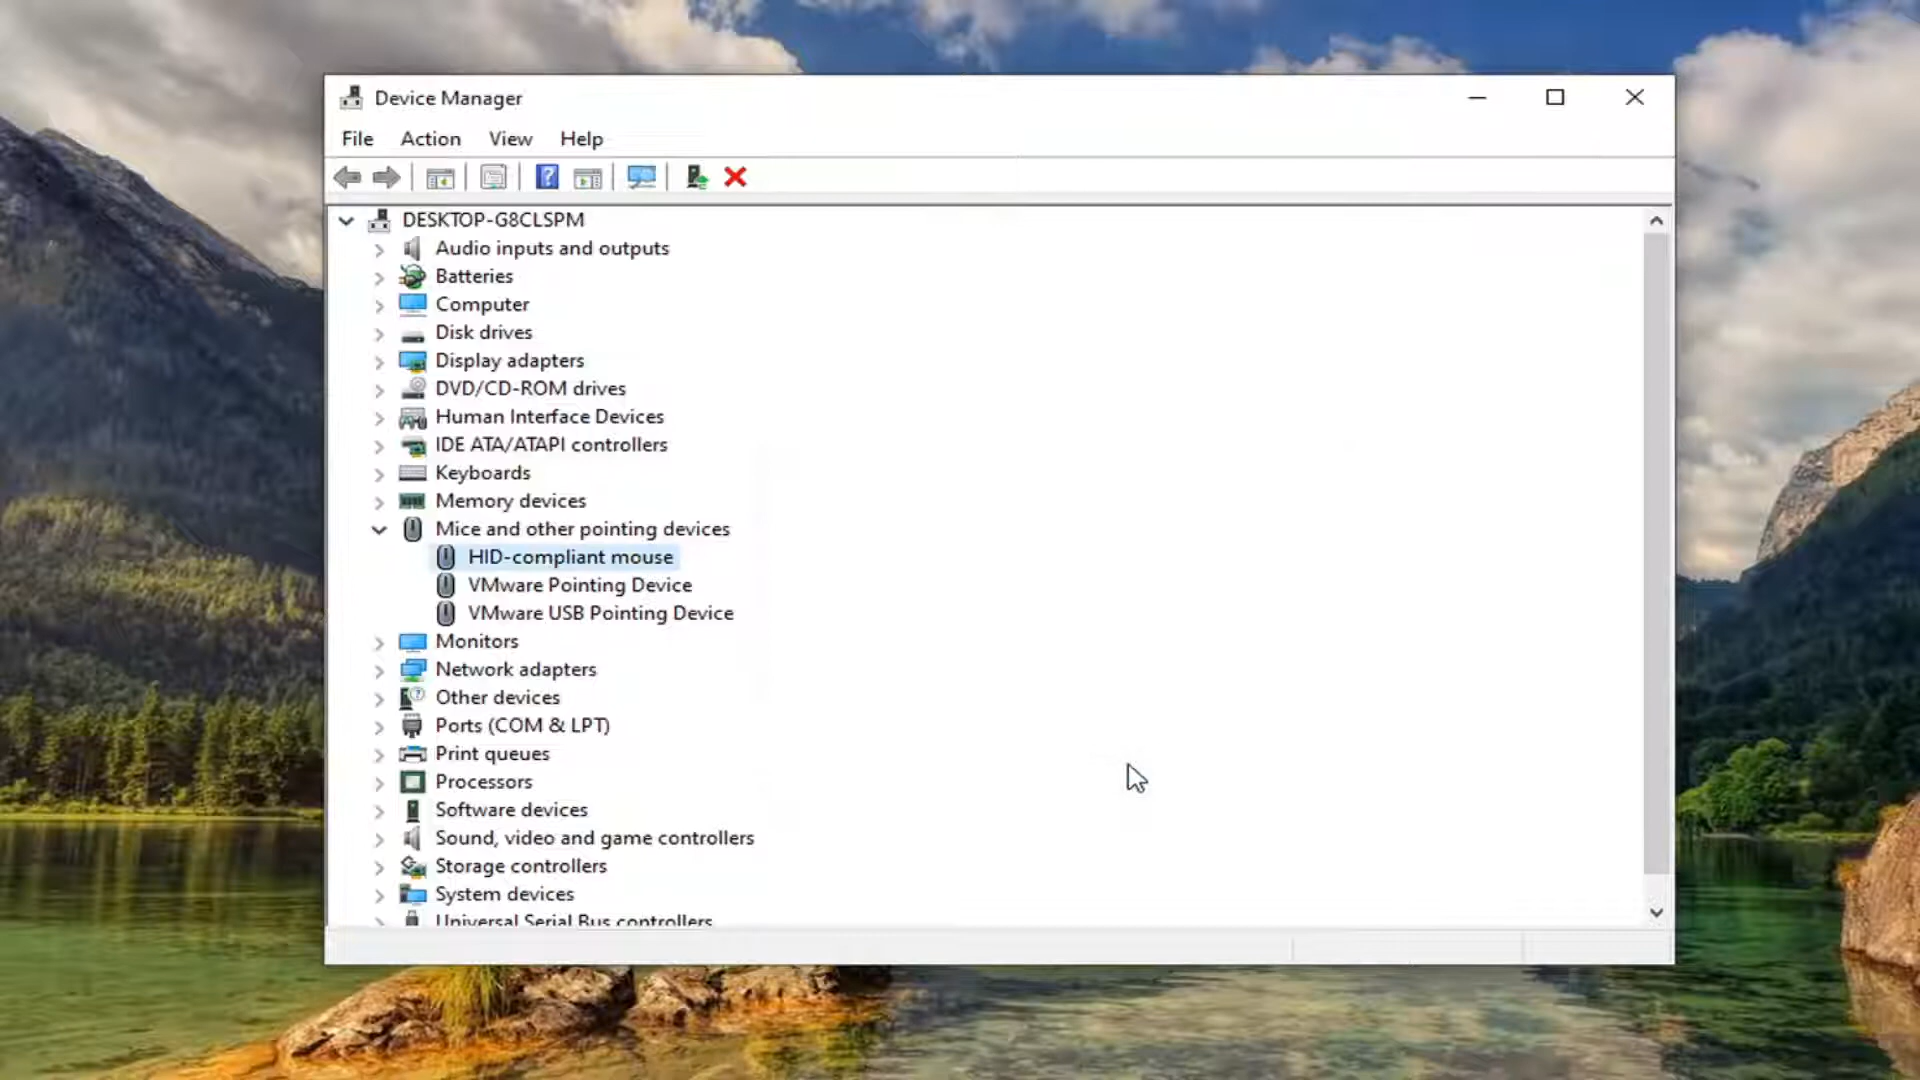 Device Manager
File Action View Help
DESKTOP-G8CLSPM
Audio inputs and outputs
Batteries
Computer
Disk drives
Display adapters
DVD/CD-ROM drives
Human Interface Devices
IDE ATA/ATAPI controllers
Keyboards
Memory devices
Mice and other pointing devices
HID-compliant mouse
VMware Pointing Device
VMware USB Pointing Device
Monitors
Network adapters
Other devices
Ports (COM & LPT)
Print queues
Processors
Software devices
Sound, video and game controllers
Storage controllers
System devices
Universal Serial Bus controllers